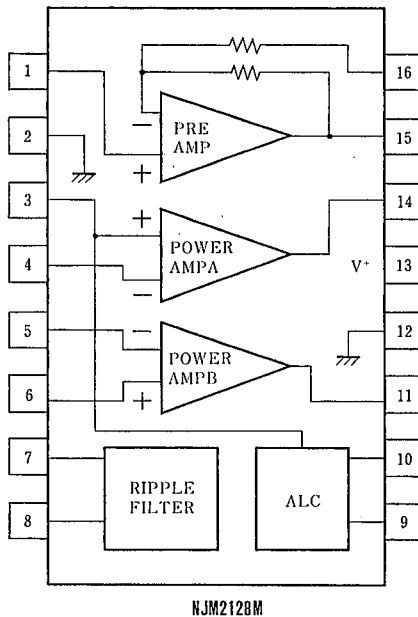 1
16
2
PRE
AMP
15
3
14
4
POWER
AMPA
V+
13
5
12
POWER
AMPB
6
11
7
RIPPLE
FILTER
ALC
10
8
9
NJM2128M
− + + − − +